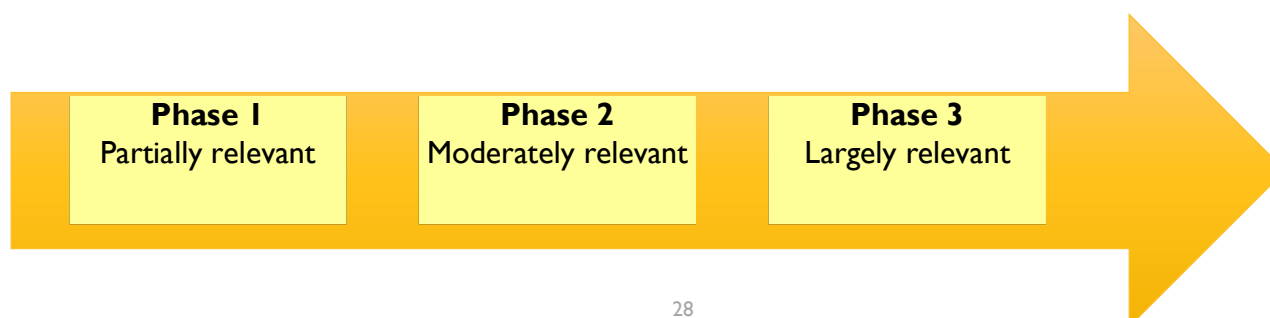 Phase 1
Partially relevant
Phase 2
Moderately relevant
Phase 3
Largely relevant
28